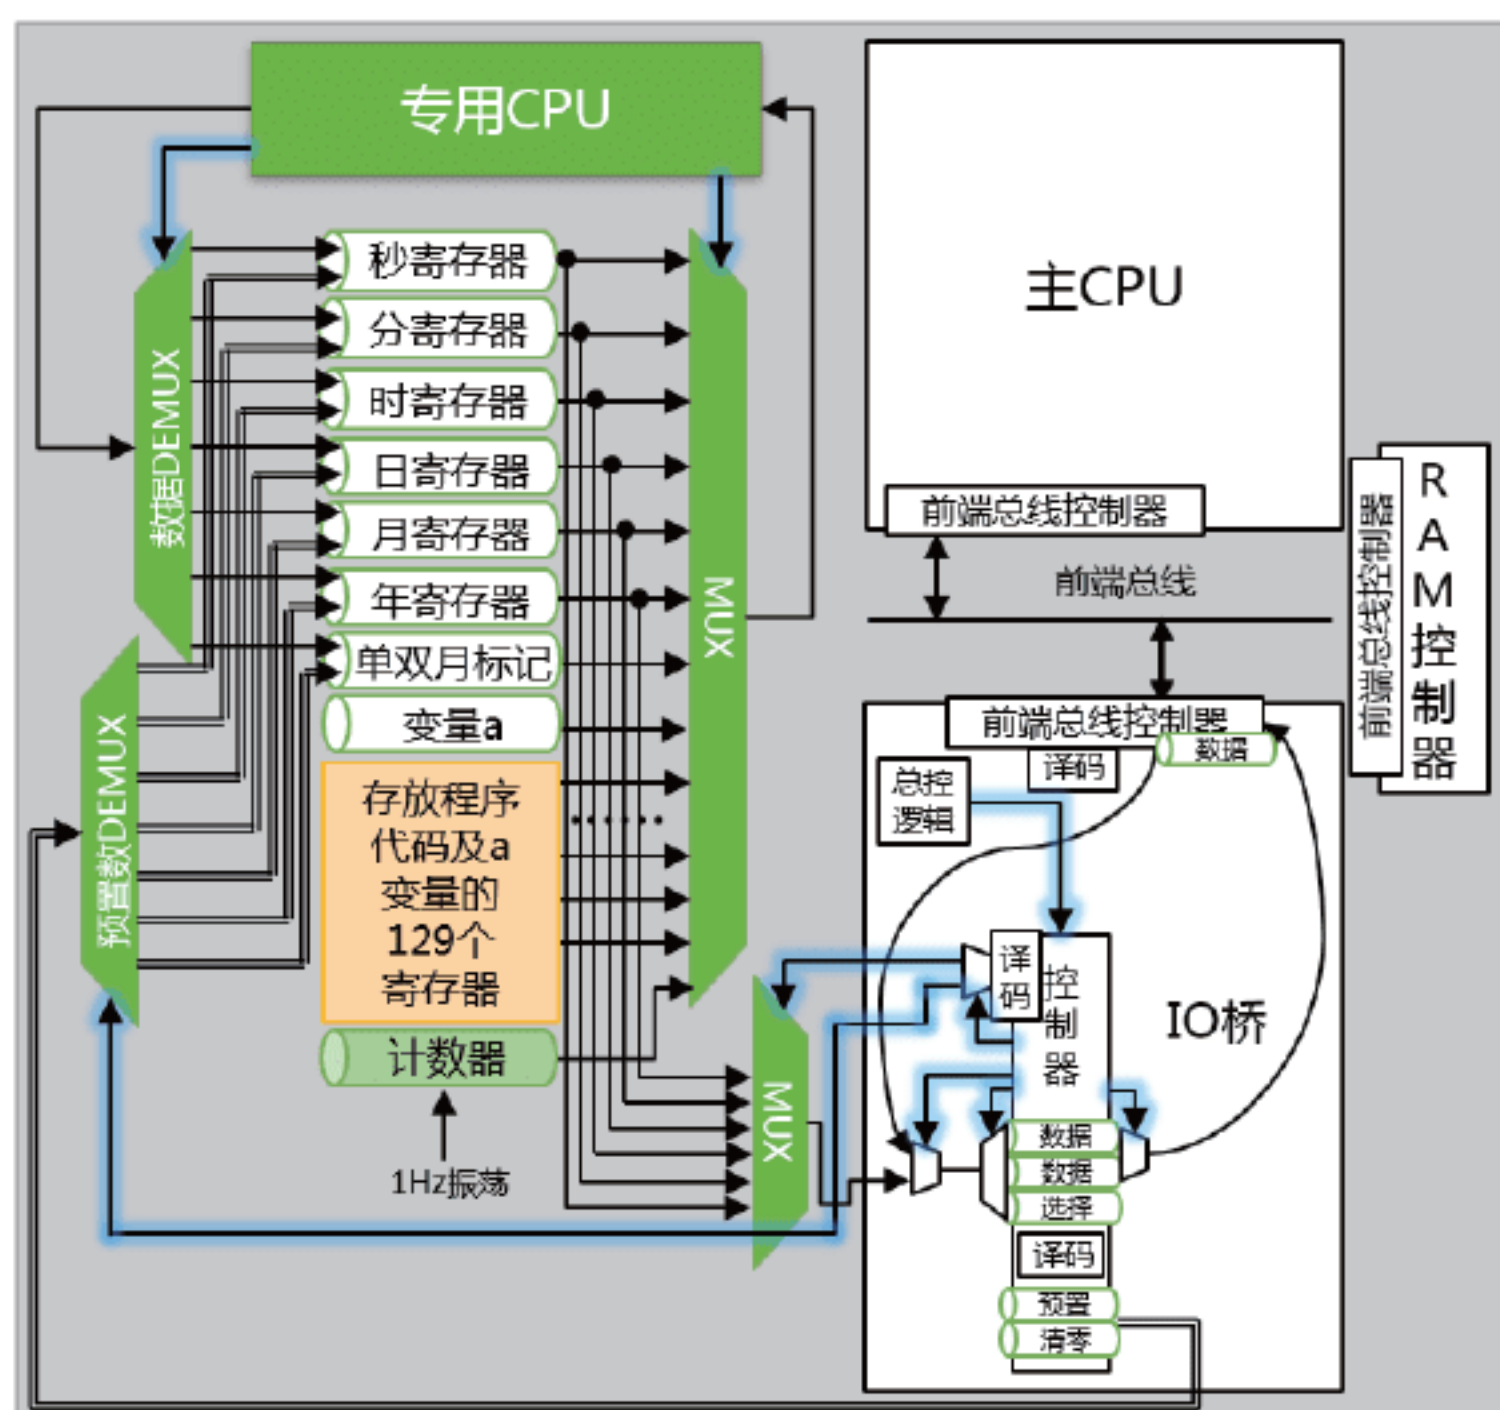 专用CPU
主CPU
秒寄存器
分寄存器
时寄存器
日寄存器
月寄存器
年寄存器
单双月标记
变量a
存放程序
代码及a
变量的
129个
寄存器
计数器
1Hz振荡
数据DEMUX
预置数DEMUX
MUX
MUX
前端总线控制器
前端总线
前端总线控制器
RAM控制器
前端总线控制器
数据
译码
总控
逻辑
译码
控制器
IO桥
数据
数据
选择
译码
预置
清零